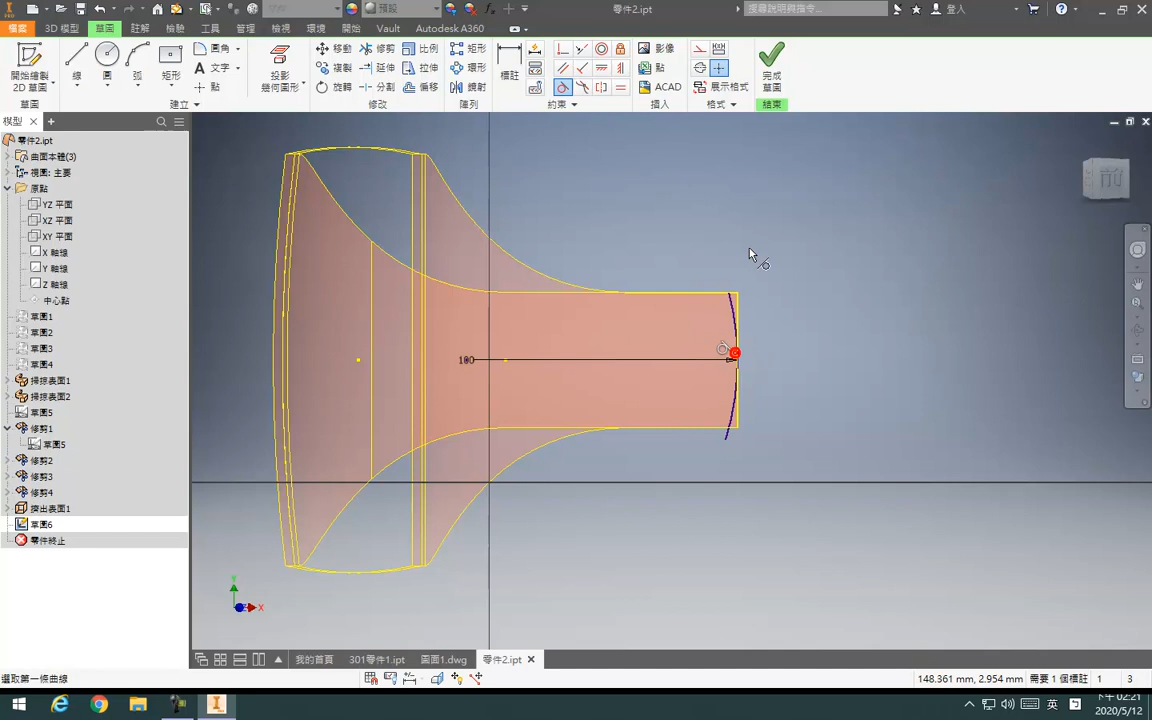 預設
零件2.ipt
搜尋說明與指令...
登入
檔案 3D 模型 草圖 註解 檢驗 工具 管理 檢視 環境 開始 Vault Autodesk A360
開始繪製
2D 草圖
線 圓 弧 矩形
圓角
文字
點
投影
幾何圖形
移動 修剪 比例
複製 延伸 拉伸
旋轉 分割 偏移
矩形
環形
鏡射
標註
影像
點
ACAD
展示格式
完成
草圖
草圖 建立 修改 陣列 約束 插入 格式 結束
模型
零件2.ipt
曲面本體(3)
視圖: 主要
原點
YZ 平面
XZ 平面
XY 平面
X 軸線
Y 軸線
Z 軸線
中心點
草圖1
草圖2
草圖3
草圖4
掃掠表面1
掃掠表面2
草圖5
修剪1
草圖5
修剪2
修剪3
修剪4
擠出表面1
草圖6
零件終止
前
100
Y
X
我的首頁 301零件1.ipt 圖面1.dwg 零件2.ipt
選取第一條曲線
148.361 mm, 2.954 mm 需要 1 個標註 1 3
英
下午 02:21
2020/5/12